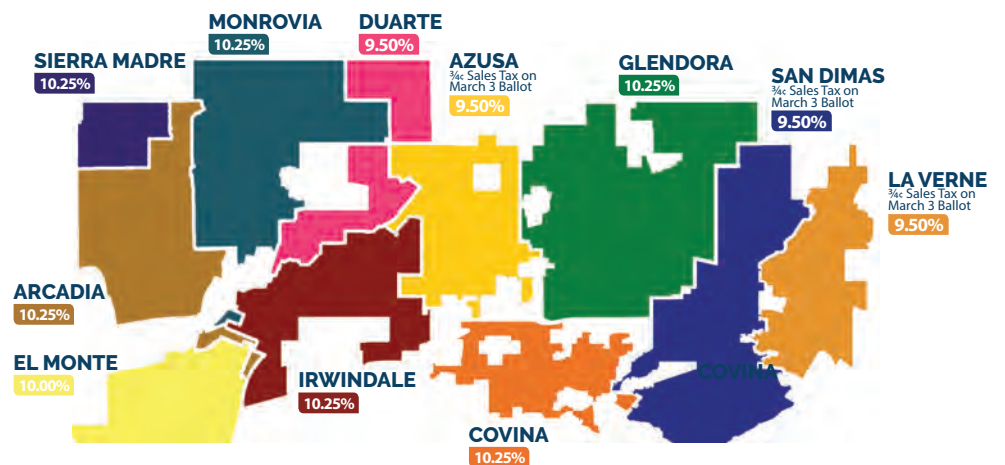 MONROVIA
10.25%
DUARTE
9.50%
SIERRA MADRE
10.25%
AZUSA
¾¢ Sales Tax on
March 3 Ballot
9.50%
GLENDORA
10.25%
SAN DIMAS
¾¢ Sales Tax on
March 3 Ballot
9.50%
LA VERNE
¾¢ Sales Tax on
March 3 Ballot
9.50%
ARCADIA
10.25%
EL MONTE
10.00%
IRWINDALE
10.25%
COVINA
COVINA
10.25%